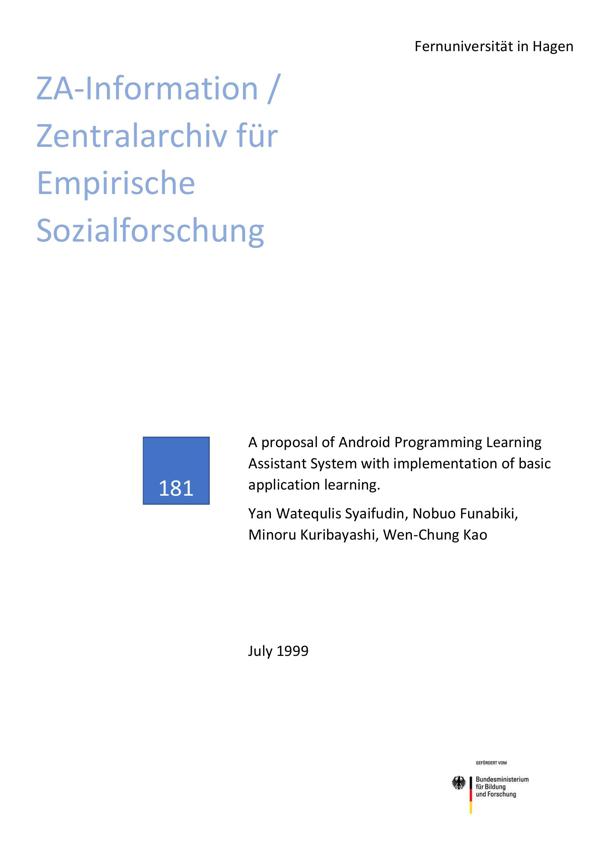 Fernuniversität in Hagen
ZA-Information /
Zentralarchiv für
Empirische
Sozialforschung
181
A proposal of Android Programming Learning
Assistant System with implementation of basic
application learning.
Yan Watequlis Syaifudin, Nobuo Funabiki,
Minoru Kuribayashi, Wen-Chung Kao
July 1999
GEFÖRDERT VOM
Bundesministerium
für Bildung
und Forschung